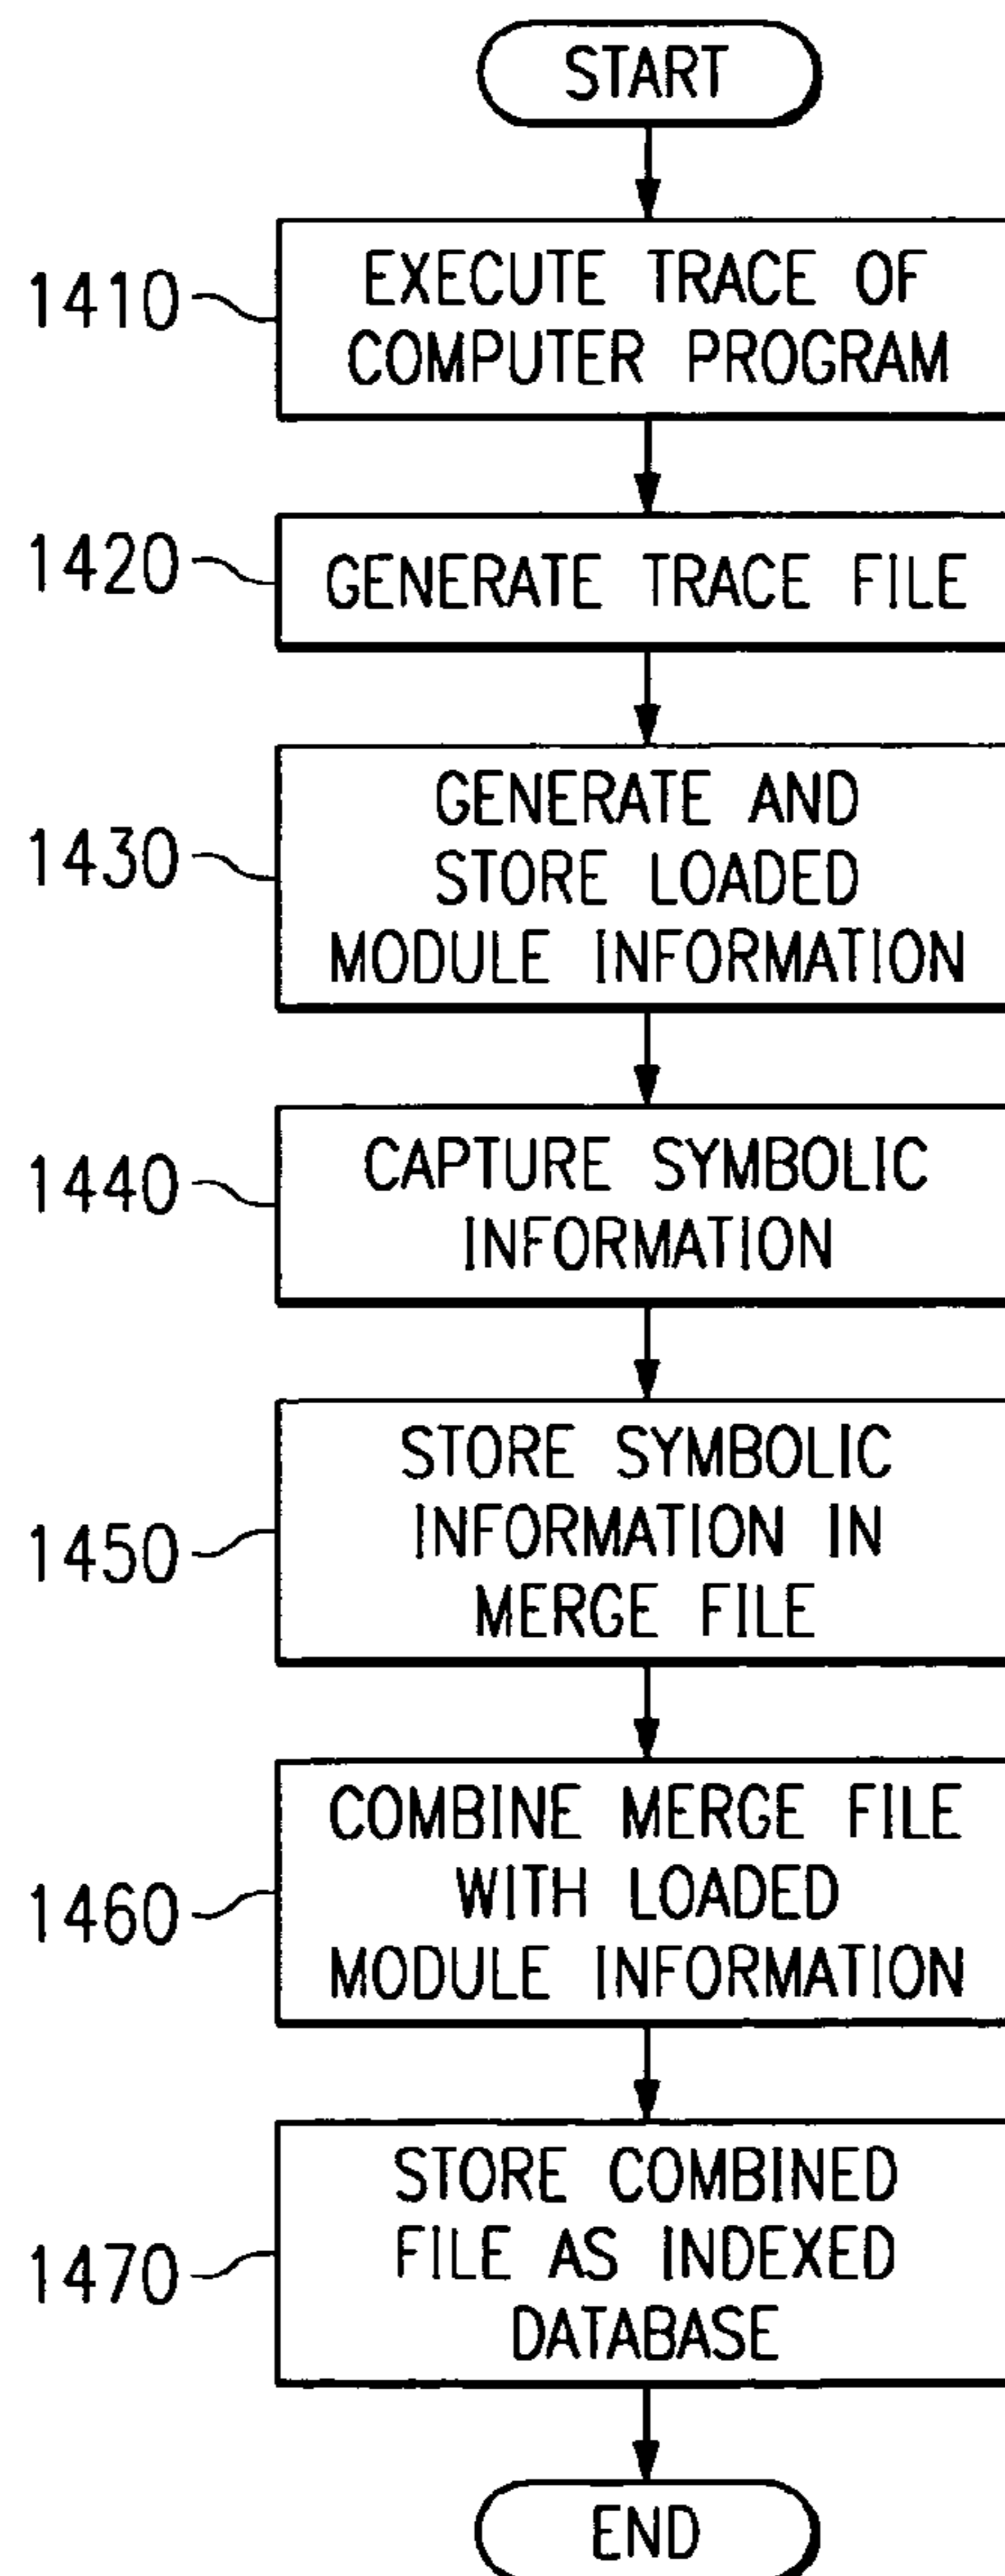 START
1410
EXECUTE TRACE OF
COMPUTER PROGRAM
1420
GENERATE TRACE FILE
1430
GENERATE AND
STORE LOADED
MODULE INFORMATION
1440
CAPTURE SYMBOLIC
INFORMATION
1450
STORE SYMBOLIC
INFORMATION IN
MERGE FILE
1460
COMBINE MERGE FILE
WITH LOADED
MODULE INFORMATION
1470
STORE COMBINED
FILE AS INDEXED
DATABASE
END